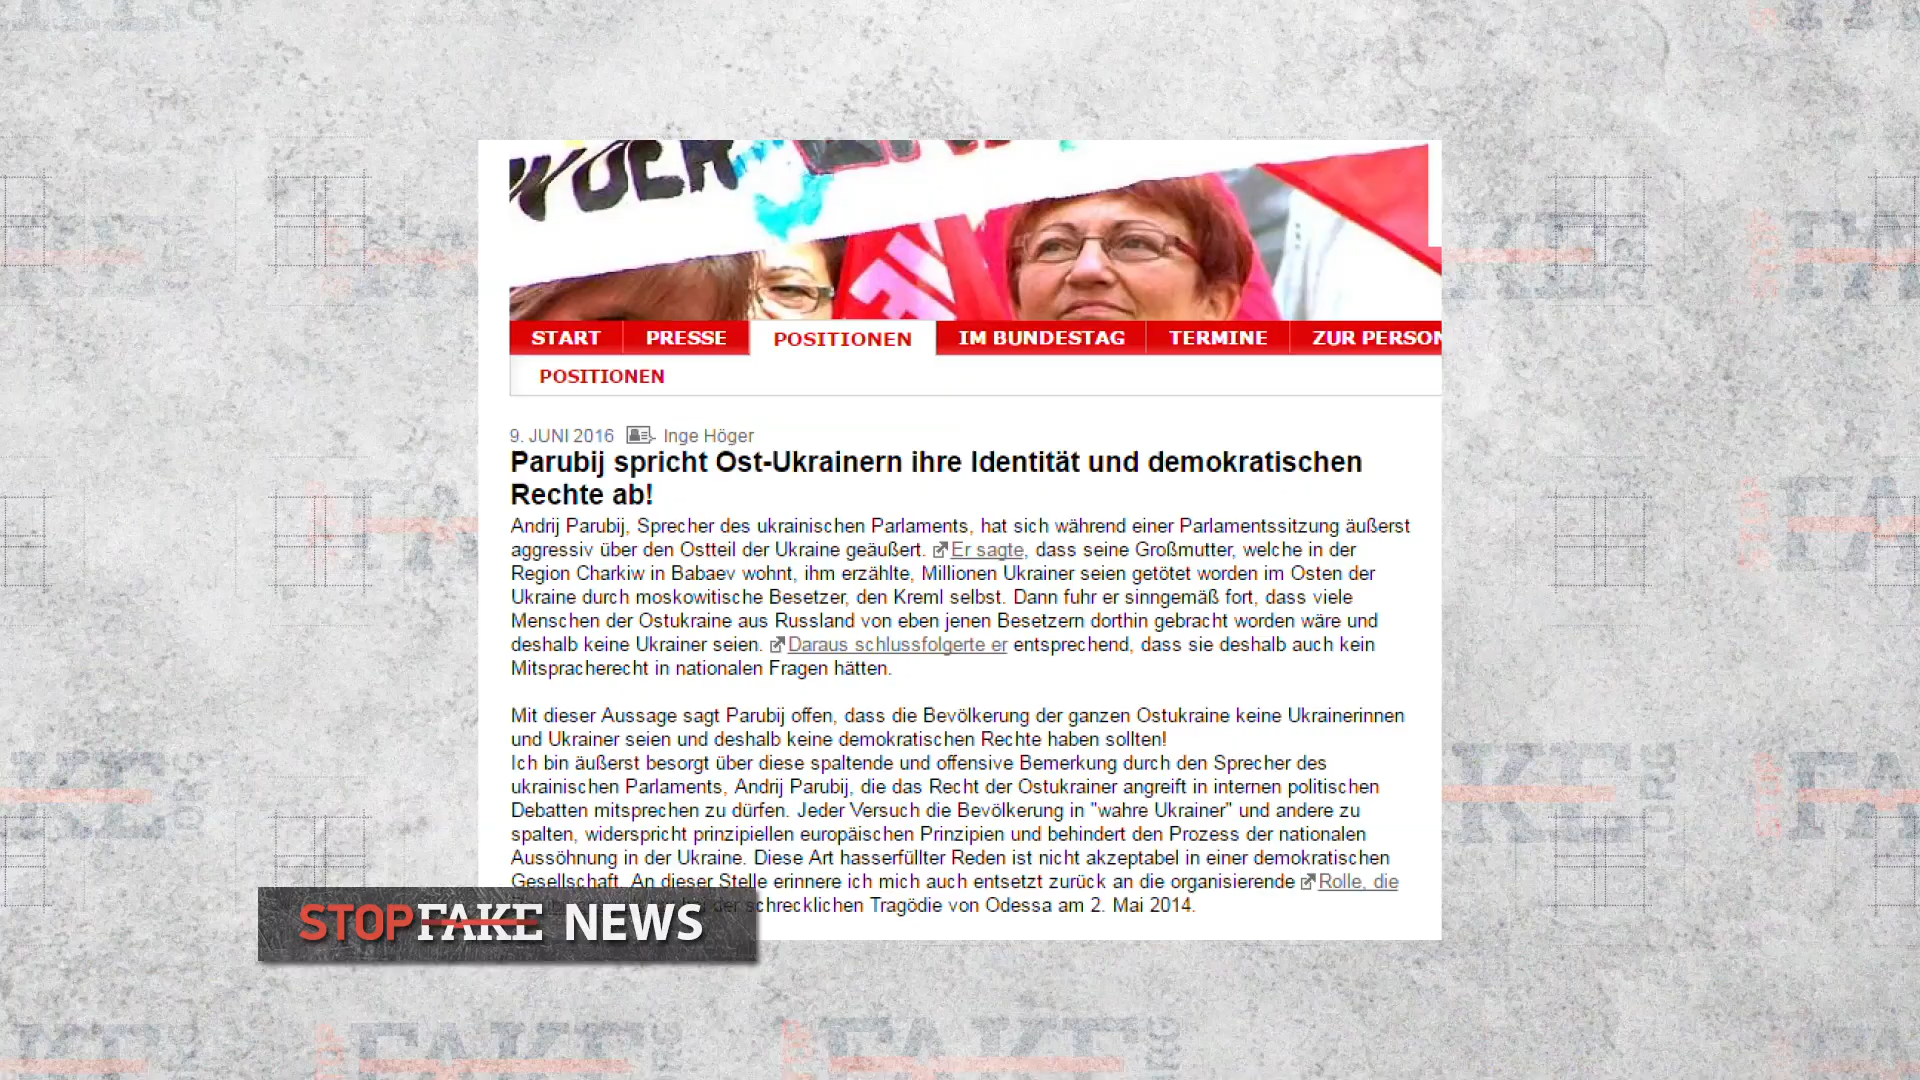 START PRESSE POSITIONEN IM BUNDESTAG TERMINE ZUR PERSON
POSITIONEN
9. JUNI 2016 Inge Höger
Parubij spricht Ost-Ukrainern ihre Identität und demokratischen
Rechte ab!
Andrij Parubij, Sprecher des ukrainischen Parlaments, hat sich während einer Parlamentssitzung äußerst
aggressiv über den Ostteil der Ukraine geäußert. Er sagte, dass seine Großmutter, welche in der
Region Charkiw in Babaev wohnt, ihm erzählte, Millionen Ukrainer seien getötet worden im Osten der
Ukraine durch moskowitische Besetzer, den Kreml selbst. Dann fuhr er sinngemäß fort, dass viele
Menschen der Ostukraine aus Russland von eben jenen Besetzern dorthin gebracht worden wäre und
deshalb keine Ukrainer seien. Daraus schlussfolgerte er entsprechend, dass sie deshalb auch kein
Mitspracherecht in nationalen Fragen hätten.
Mit dieser Aussage sagt Parubij offen, dass die Bevölkerung der ganzen Ostukraine keine Ukrainerinnen
und Ukrainer seien und deshalb keine demokratischen Rechte haben sollten!
Ich bin äußerst besorgt über diese spaltende und offensive Bemerkung durch den Sprecher des
ukrainischen Parlaments, Andrij Parubij, die das Recht der Ostukrainer angreift in internen politischen
Debatten mitsprechen zu dürfen. Jeder Versuch die Bevölkerung in "wahre Ukrainer" und andere zu
spalten, widerspricht prinzipiellen europäischen Prinzipien und behindert den Prozess der nationalen
Aussöhnung in der Ukraine. Diese Art hasserfüllter Reden ist nicht akzeptabel in einer demokratischen
Gesellschaft. An dieser Stelle erinnere ich mich auch entsetzt zurück an die organisierende Rolle, die
der schrecklichen Tragödie von Odessa am 2. Mai 2014.
STOPFAKE NEWS